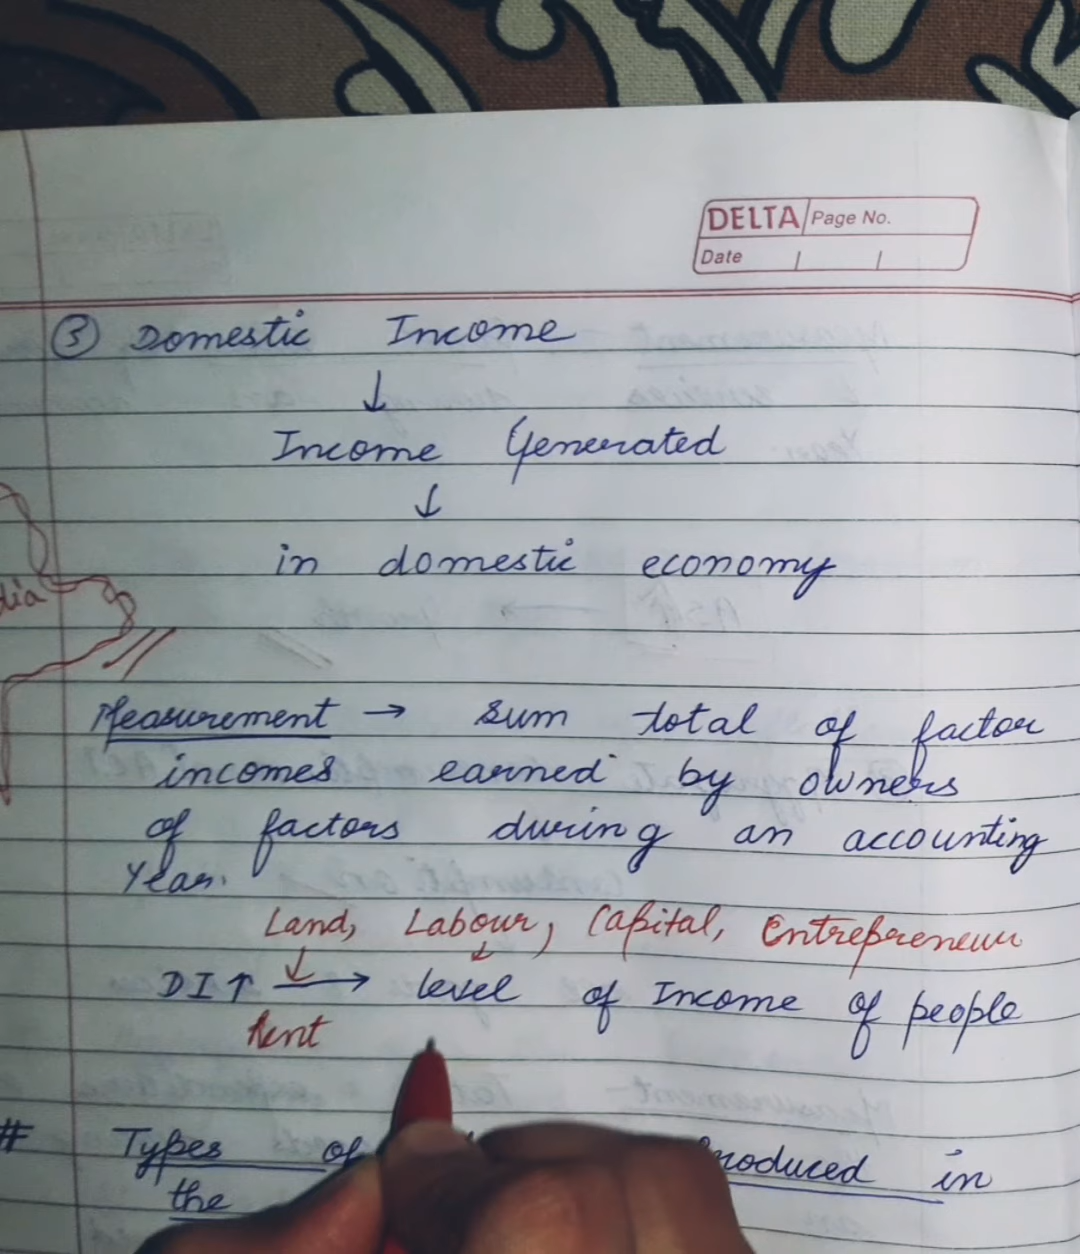 DELTA Page No.
Date
③ Domestic Income
↓
Income Generated
↓
in domestic economy
Measurement → sum total of factor
incomes earned by owners
of factors during an accounting
Year.
Land, Labour, Capital, Entrepreneur
DI↑ → level of Income of people
Rent
# Types of produced in
the